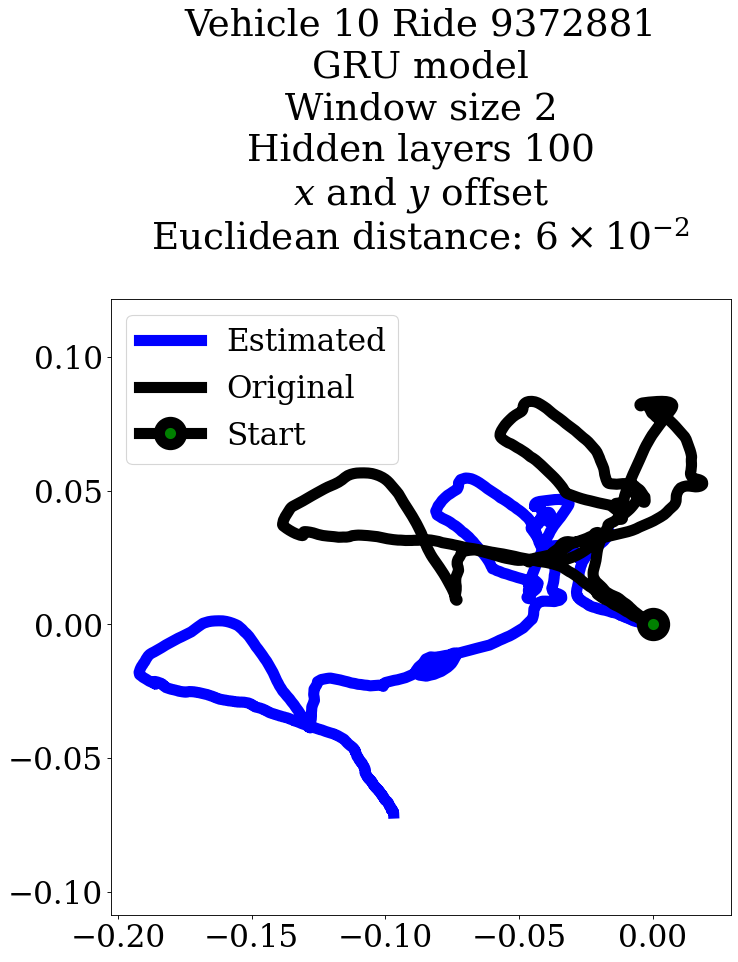 Vehicle 10 Ride 9372881
GRU model
Window size 2
Hidden layers 100
x and y offset
Euclidean distance: 6 × 10⁻²
Estimated
Original
Start
0.10
0.05
0.00
−0.05
−0.10
−0.20 −0.15 −0.10 −0.05 0.00